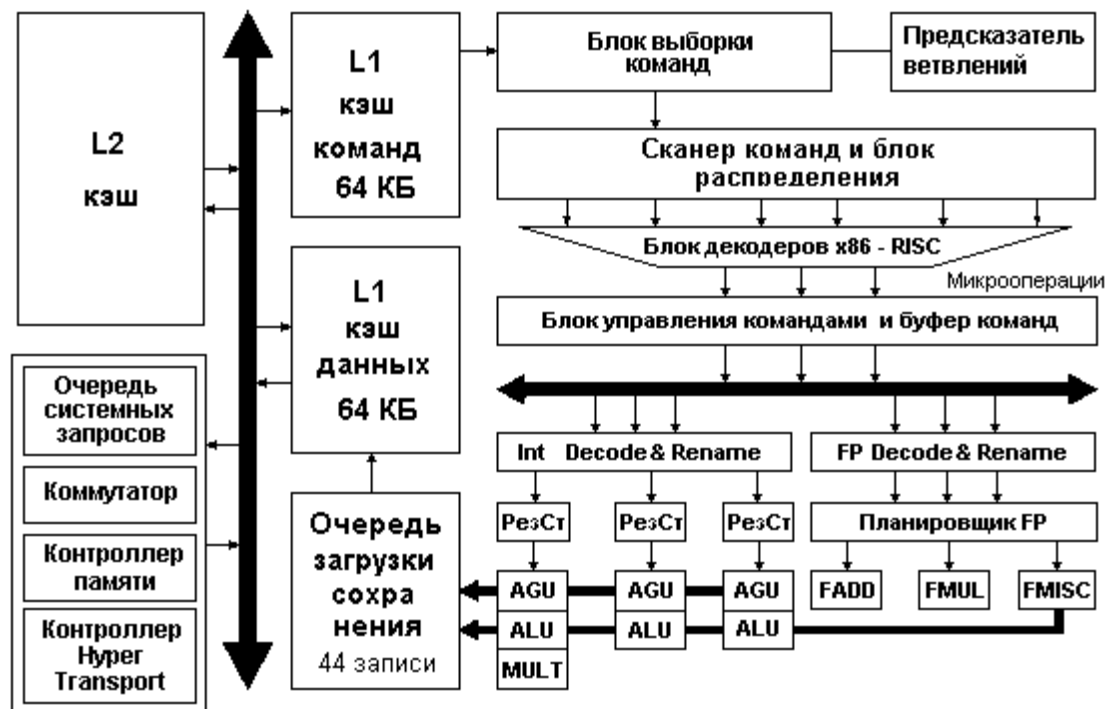 L2
кэш
L1
кэш
команд
64 КБ
Блок выборки
команд
Предсказатель
ветвлений
Сканер команд и блок
распределения
Блок декодеров x86 - RISC
Микрооперации
Блок управления командами и буфер команд
L1
кэш
данных
64 КБ
Очередь
системных
запросов
Коммутатор
Контроллер
памяти
Контроллер
Hyper
Transport
Очередь
загрузки
сохра
нения
44 записи
Int Decode & Rename
FP Decode & Rename
РезСт
РезСт
РезСт
Планировщик FP
AGU
AGU
AGU
FADD
FMUL
FMISC
ALU
ALU
ALU
MULT